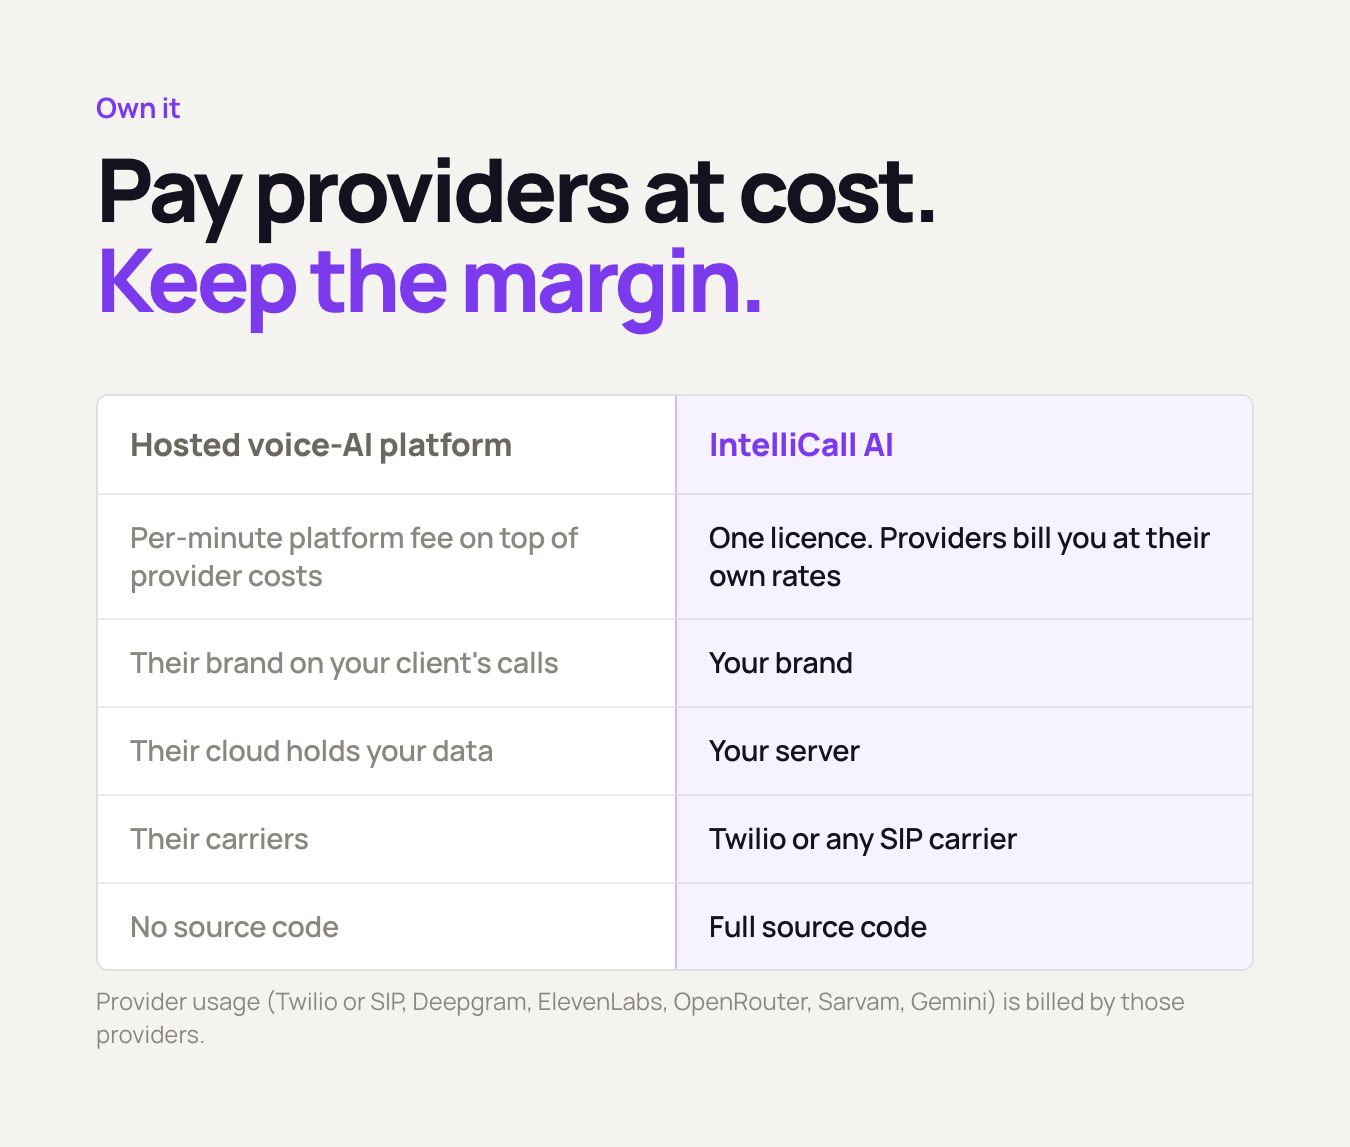 Own it
Pay providers at cost.
Keep the margin.
Hosted voice-AI platform
IntelliCall AI
Per-minute platform fee on top of
provider costs
One licence. Providers bill you at their
own rates
Their brand on your client's calls
Your brand
Their cloud holds your data
Your server
Their carriers
Twilio or any SIP carrier
No source code
Full source code
Provider usage (Twilio or SIP, Deepgram, ElevenLabs, OpenRouter, Sarvam, Gemini) is billed by those
providers.